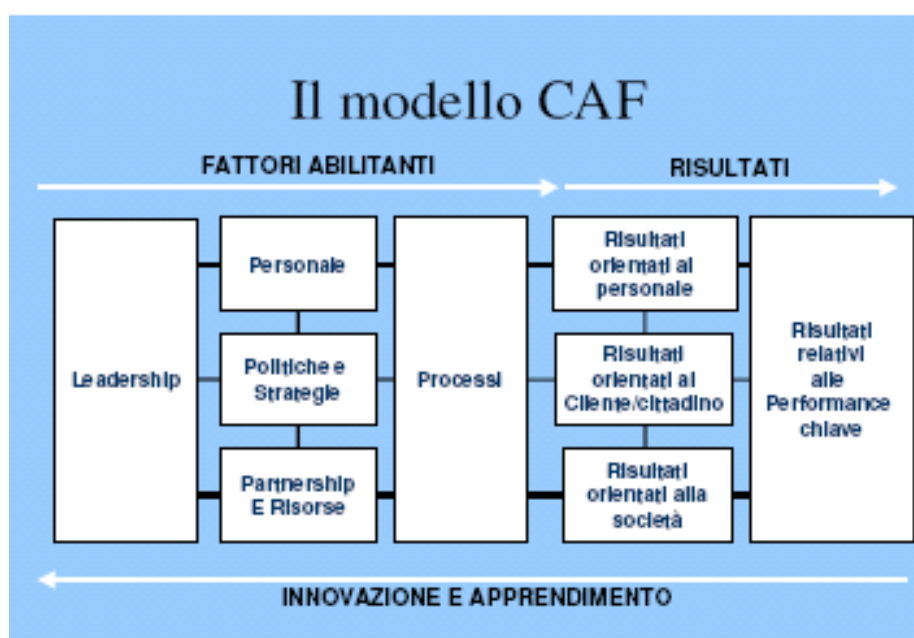 Il modello CAF
FATTORI ABILITANTI
RISULTATI
Leadership
Personale
Politiche e
Strategie
Partnership
E Risorse
Processi
Risultati
orientati al
personale
Risultati
orientati al
Cliente/cittadino
Risultati
orientati alla
società
Risultati
relativi
alle
Performance
chiave
INNOVAZIONE E APPRENDIMENTO